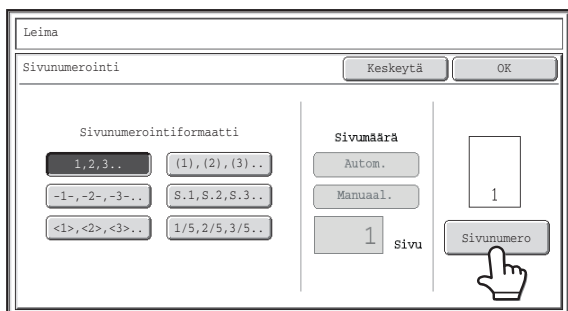 Leima
Sivunumerointi
Keskeytä
OK
Sivunumerointiformaatti
1,2,3..
(1),(2),(3)..
-1-,-2-,-3-..
S.1,S.2,S.3..
<1>,<2>,<3>..
1/5,2/5,3/5..
Sivumäärä
Autom.
Manuaal.
1 Sivu
1
Sivunumero